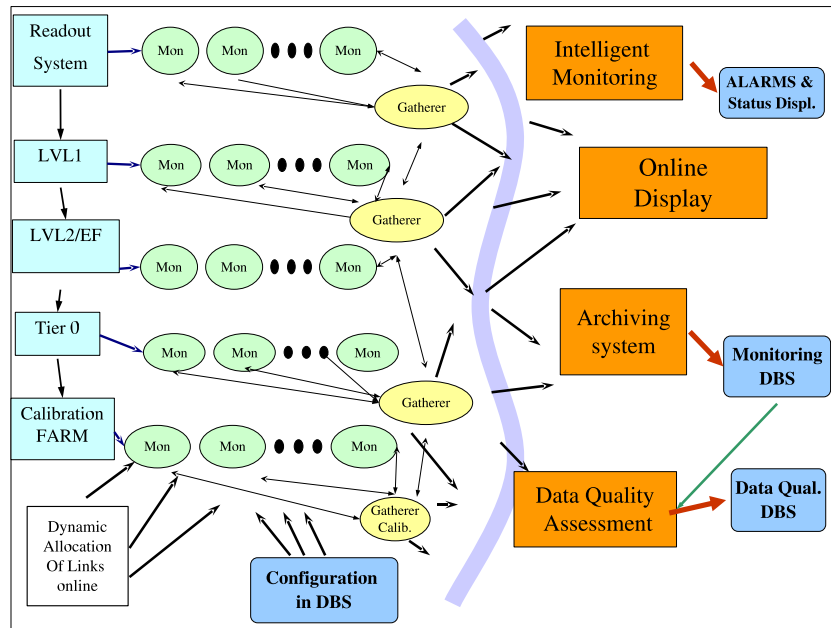 Readout
System
Mon
Mon
Mon
Gatherer
Intelligent
Monitoring
ALARMS &
Status Displ.
LVL1
Mon
Mon
Mon
Gatherer
Online
Display
LVL2/EF
Mon
Mon
Mon
Tier 0
Mon
Mon
Mon
Gatherer
Archiving
system
Monitoring
DBS
Calibration
FARM
Mon
Mon
Mon
Gatherer
Calib.
Data Quality
Assessment
Data Qual.
DBS
Dynamic
Allocation
Of Links
online
Configuration
in DBS